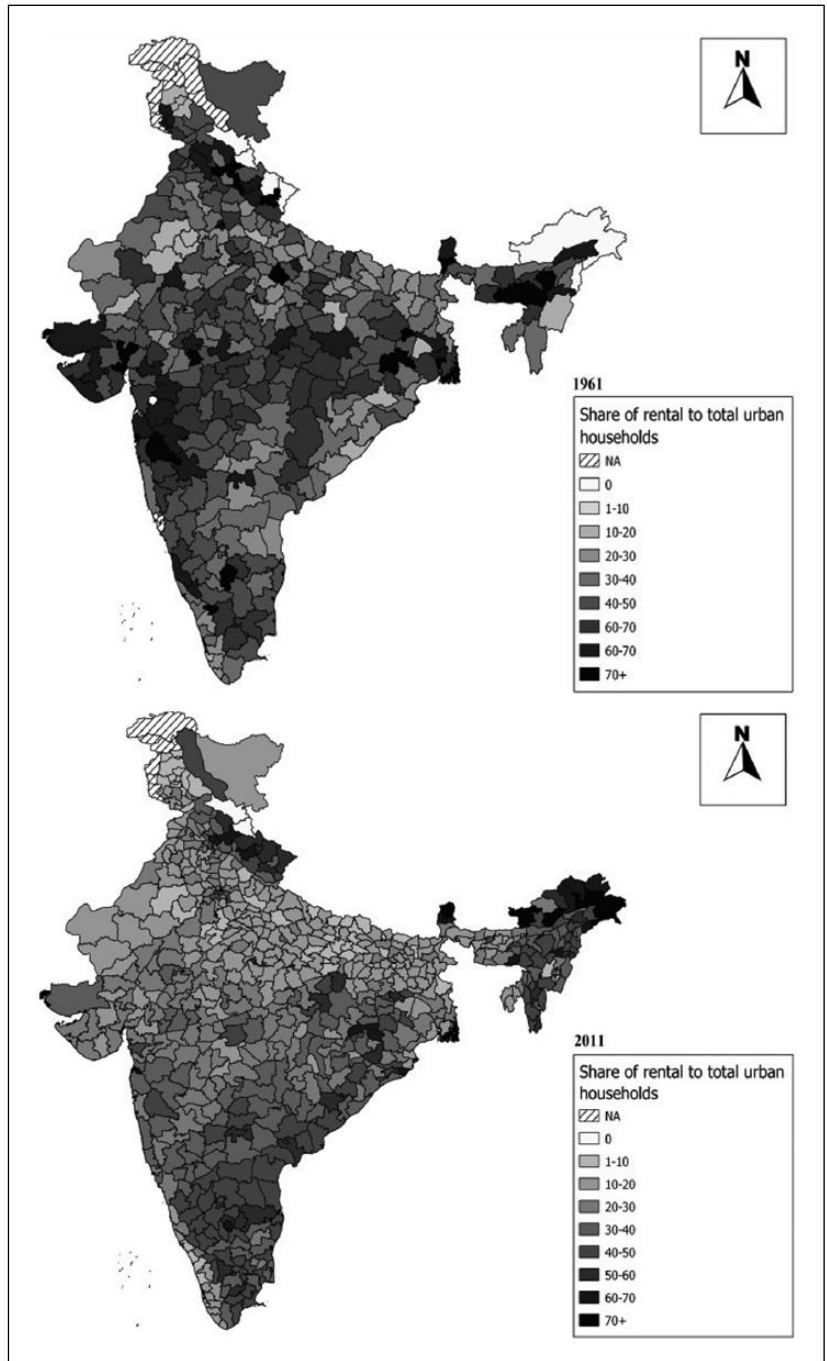 N
1961
Share of rental to total urban
households
NA
0
1-10
10-20
20-30
30-40
40-50
60-70
60-70
70+
N
2011
Share of rental to total urban
households
NA
0
1-10
10-20
20-30
30-40
40-50
50-60
60-70
70+